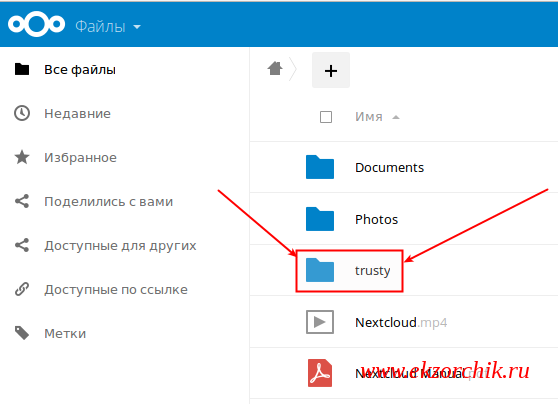 Файлы
Все файлы
Недавние
Избранное
Поделились с вами
Доступные для других
Доступные по ссылке
Метки
Имя
Documents
Photos
trusty
Nextcloud.mp4
Nextcloud Manual.pdf
www.ekzorchik.ru